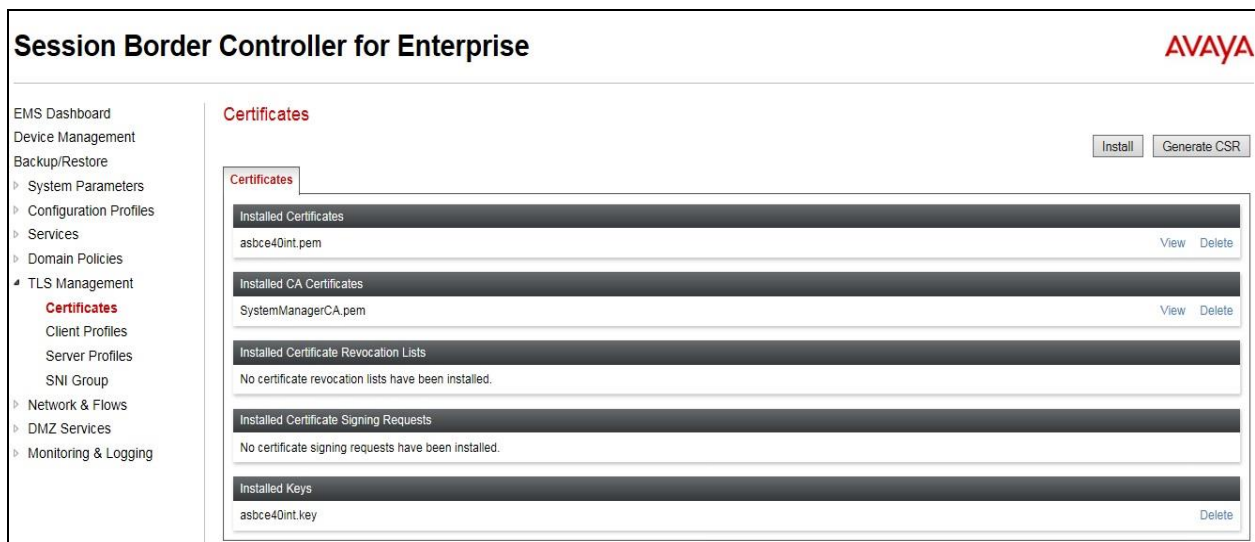 Session Border Controller for Enterprise
AVAYA
EMS Dashboard
Device Management
Backup/Restore
System Parameters
Configuration Profiles
Services
Domain Policies
TLS Management
Certificates
Client Profiles
Server Profiles
SNI Group
Network & Flows
DMZ Services
Monitoring & Logging
Certificates
Install Generate CSR
Certificates
Installed Certificates
asbce40int.pem View Delete
Installed CA Certificates
SystemManagerCA.pem View Delete
Installed Certificate Revocation Lists
No certificate revocation lists have been installed.
Installed Certificate Signing Requests
No certificate signing requests have been installed.
Installed Keys
asbce40int.key Delete